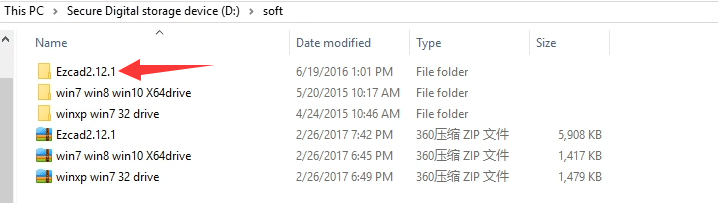 This PC > Secure Digital storage device (D:) > soft
Name Date modified Type Size
Ezcad2.12.1 6/19/2016 1:01 PM File folder
win7 win8 win10 X64drive 5/20/2015 10:17 AM File folder
winxp win7 32 drive 4/24/2015 10:46 AM File folder
Ezcad2.12.1 2/26/2017 7:42 PM 360压缩 ZIP 文件 5,908 KB
win7 win8 win10 X64drive 2/26/2017 6:45 PM 360压缩 ZIP 文件 1,417 KB
winxp win7 32 drive 2/26/2017 6:49 PM 360压缩 ZIP 文件 1,479 KB